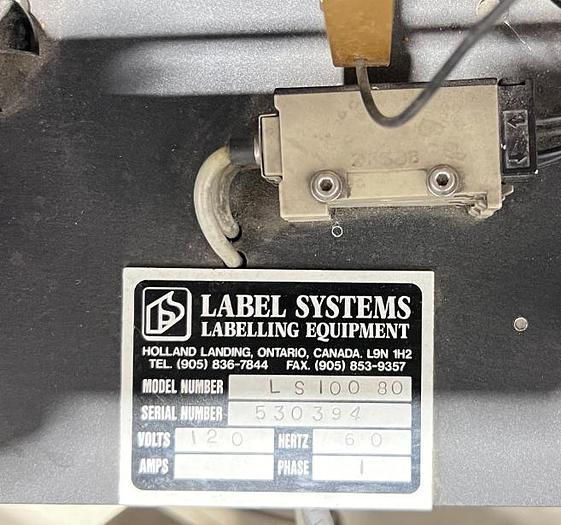 LABEL SYSTEMS
LABELLING EQUIPMENT
HOLLAND LANDING, ONTARIO, CANADA. L9N 1H2
TEL. (905) 836-7844 FAX. (905) 853-9357
MODEL NUMBER LS100 80
SERIAL NUMBER 530394
VOLTS 120 HERTZ 60
AMPS PHASE 1